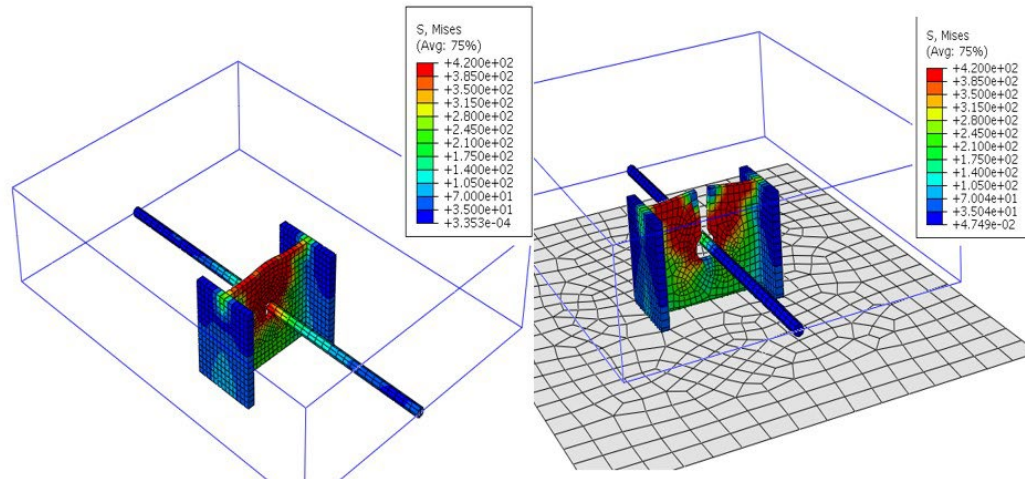 S, Mises
(Avg: 75%)
+4.200e+02
+3.850e+02
+3.500e+02
+3.150e+02
+2.800e+02
+2.450e+02
+2.100e+02
+1.750e+02
+1.400e+02
+1.050e+02
+7.000e+01
+3.500e+01
+3.353e-04
S, Mises
(Avg: 75%)
+4.200e+02
+3.850e+02
+3.500e+02
+3.150e+02
+2.800e+02
+2.450e+02
+2.100e+02
+1.750e+02
+1.400e+02
+1.050e+02
+7.004e+01
+3.504e+01
+4.749e-02